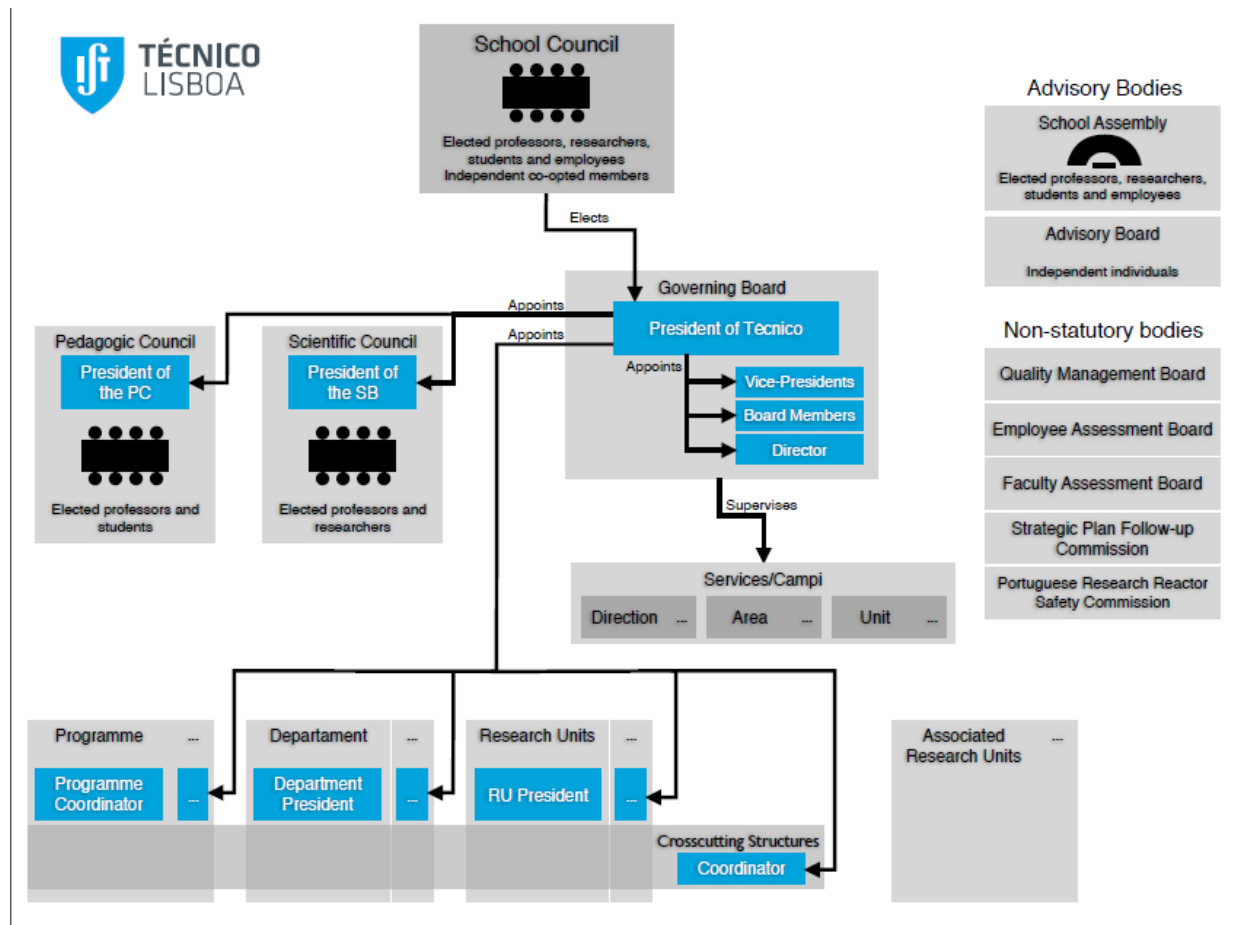 TÉCNICO
LISBOA
School Council
Elected professors, researchers,
students and employees
Independent co-opted members
Elects
Advisory Bodies
School Assembly
Elected professors, researchers,
students and employees
Advisory Board
Independent individuals
Governing Board
President of Técnico
Appoints
Vice-Presidents
Board Members
Director
Appoints
Appoints
Pedagogic Council
President of
the PC
Elected professors and
students
Scientific Council
President of
the SB
Elected professors and
researchers
Non-statutory bodies
Quality Management Board
Employee Assessment Board
Faculty Assessment Board
Strategic Plan Follow-up
Commission
Portuguese Research Reactor
Safety Commission
Supervises
Services/Campi
Direction ...
Area ...
Unit ...
Programme ...
Programme
Coordinator
...
Departament ...
Department
President
...
Research Units ...
RU President
...
Crosscutting Structures
Coordinator
Associated ...
Research Units